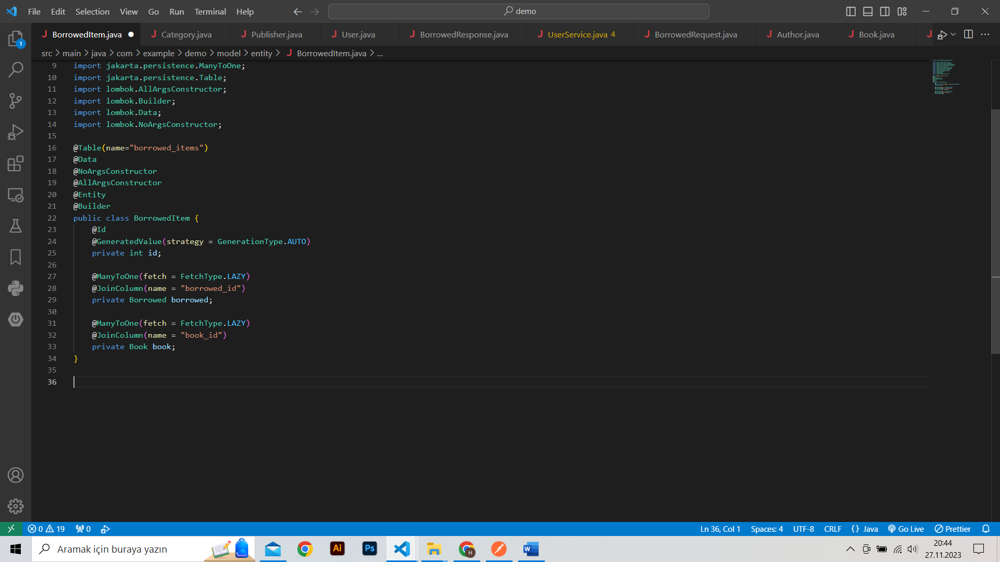 File Edit Selection View Go Run Terminal Help
demo
1
J BorrowedItem.java
J Category.java
J Publisher.java
J User.java
J BorrowedResponse.java
J UserService.java 4
J BorrowedRequest.java
J Author.java
J Book.java
J
src > main > java > com > example > demo > model > entity > J BorrowedItem.java > ...
9 import jakarta.persistence.ManyToOne;
10 import jakarta.persistence.Table;
11 import lombok.AllArgsConstructor;
12 import lombok.Builder;
13 import lombok.Data;
14 import lombok.NoArgsConstructor;
15
16 @Table(name="borrowed_items")
17 @Data
18 @NoArgsConstructor
19 @AllArgsConstructor
20 @Entity
21 @Builder
22 public class BorrowedItem {
23     @Id
24     @GeneratedValue(strategy = GenerationType.AUTO)
25     private int id;
26
27     @ManyToOne(fetch = FetchType.LAZY)
28     @JoinColumn(name = "borrowed_id")
29     private Borrowed borrowed;
30
31     @ManyToOne(fetch = FetchType.LAZY)
32     @JoinColumn(name = "book_id")
33     private Book book;
34 }
35
36
0 19 0
Ln 36, Col 1 Spaces: 4 UTF-8 CRLF {} Java Go Live Prettier
Aramak için buraya yazın
Ai
Ps
H
W
20:44
27.11.2023